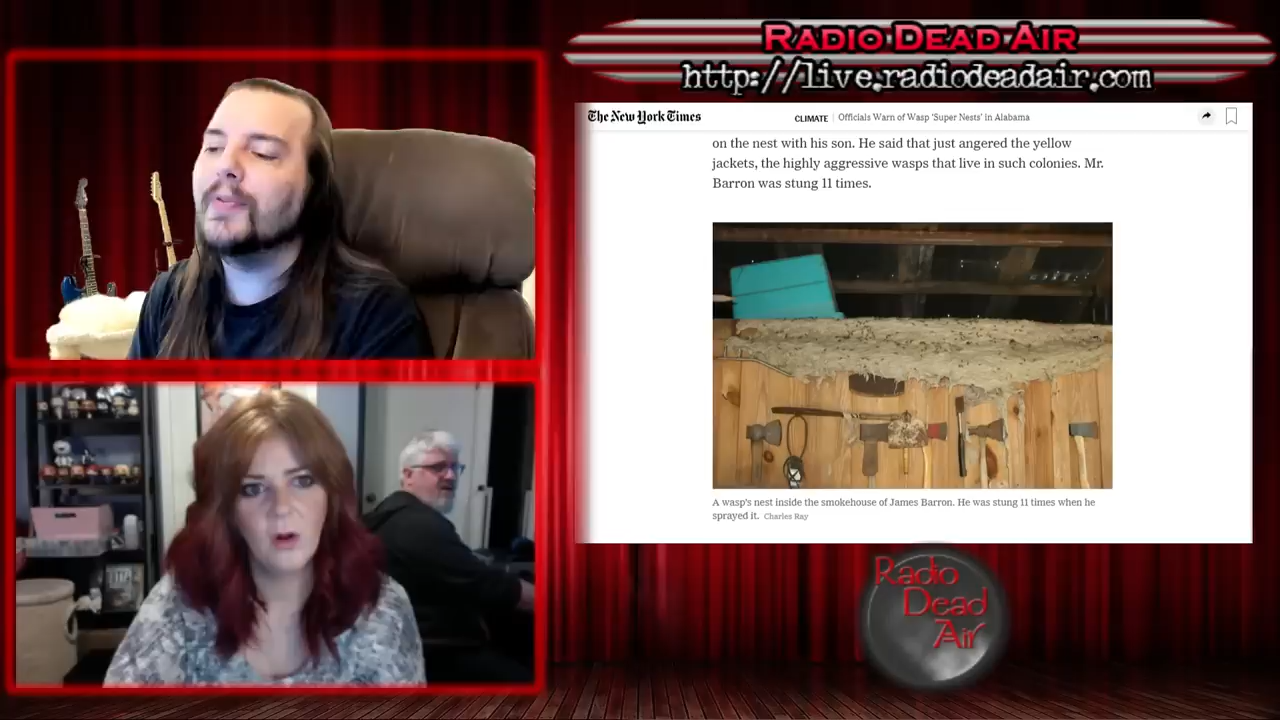 Radio Dead Air
http://live.radiodeadair.com
The New York Times
CLIMATE | Officials Warn of Wasp 'Super Nests' in Alabama
on the nest with his son. He said that just angered the yellow
jackets, the highly aggressive wasps that live in such colonies. Mr.
Barron was stung 11 times.
A wasp's nest inside the smokehouse of James Barron. He was stung 11 times when he
sprayed it. Charles Ray
Radio
Dead
Air